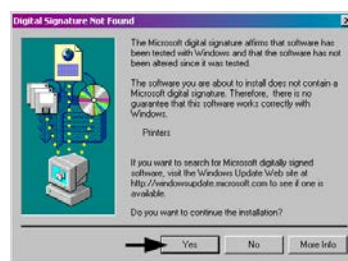 Digital Signature Not Found
The Microsoft digital signature affirms that software has
been tested with Windows and that the software has not
been altered since it was tested.
The software you are about to install does not contain a
Microsoft digital signature. Therefore, there is no
guarantee that this software works correctly with
Windows.
Printers
If you want to search for Microsoft digitally signed
software, visit the Windows Update Web site at
http://windowsupdate.microsoft.com to see if one is
available.
Do you want to continue the installation?
Yes
No
More Info